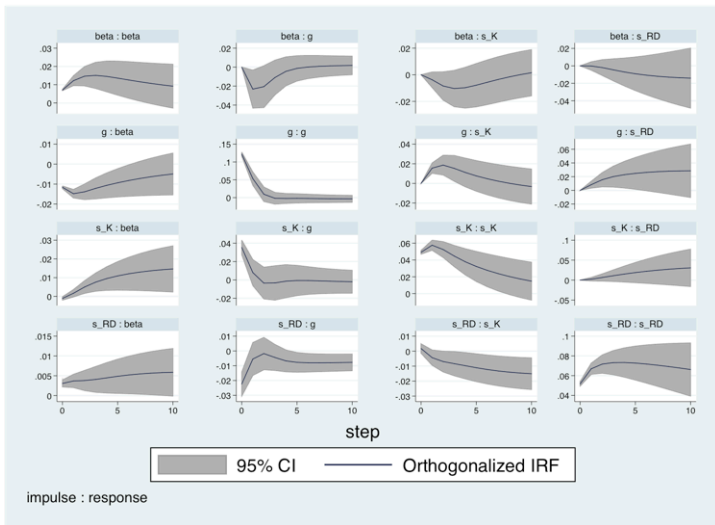 beta : beta beta : g beta : s_K beta : s_RD
.03 .02 .02 .02
.02 0 0 0
.01 -.02 -.02 -.02
0 -.04 -.04
g : beta g : g g : s_K g : s_RD
.01 .15 .04 .06
0 .1 .02 .04
-.01 .05 0 .02
-.02 0 -.02 0
s_K : beta s_K : g s_K : s_K s_K : s_RD
.03 .04 .06 .1
.02 .02 .04 .05
.01 0 .02 0
0 -.02 0 -.05
s_RD : beta s_RD : g s_RD : s_K s_RD : s_RD
.015 .01 .01 .1
.01 0 0 .08
.005 -.01 -.01 .06
0 -.02 -.02 .04
-.03 -.03
0 5 10 0 5 10 0 5 10 0 5 10
step
95% CI Orthogonalized IRF
impulse : response